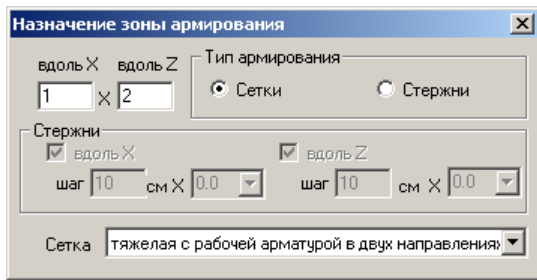 Назначение зоны армирования
вдоль X вдоль Z Тип армирования
1 X 2 Сетки Стержни
Стержни
вдоль X вдоль Z
шаг 10 см X 0.0 шаг 10 см X 0.0
Сетка тяжелая с рабочей арматурой в двух направлениях